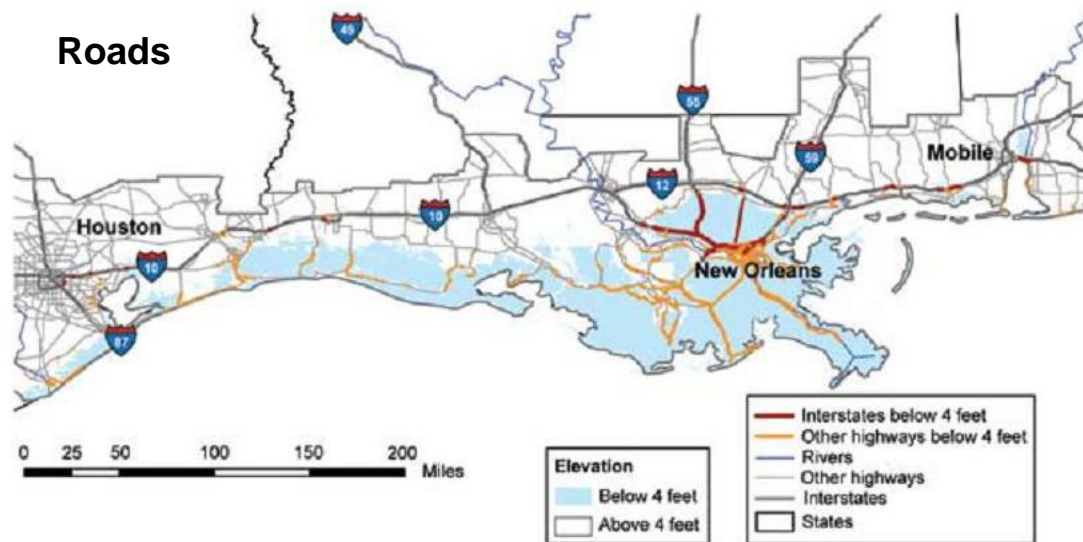 Roads
49
55
59
Mobile
12
Houston
10
10
New Orleans
87
0 25 50 100 150 200
Miles
Elevation
Below 4 feet
Above 4 feet
Interstates below 4 feet
Other highways below 4 feet
Rivers
Other highways
Interstates
States